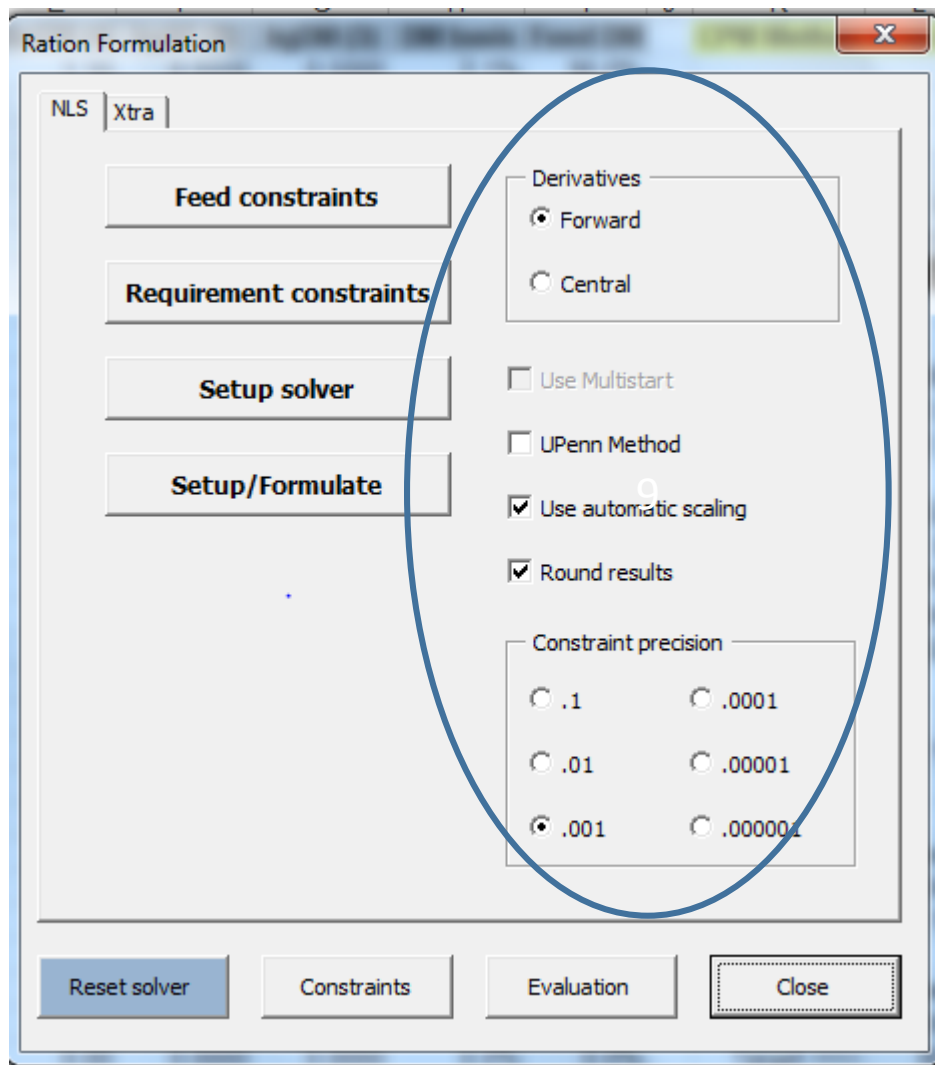 Ration Formulation
NLS
Xtra
Feed constraints
Requirement constraints
Setup solver
Setup/Formulate
Derivatives
Forward
Central
Use Multistart
UPenn Method
9
Use automatic scaling
Round results
Constraint precision
.1
.0001
.01
.00001
.001
.000001
Reset solver
Constraints
Evaluation
Close